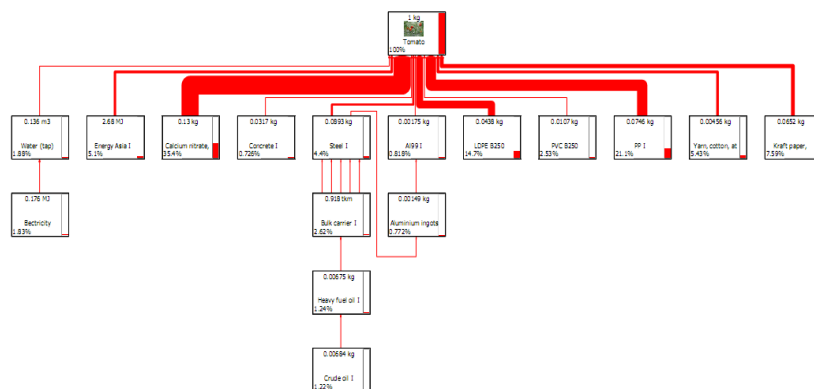 1 kg
Tomato
100%
0.136 m3
Water (tap)
1.88%
2.68 MJ
Energy Asia I
5.1%
0.13 kg
Calcium nitrate,
35.4%
0.0317 kg
Concrete I
0.726%
0.0893 kg
Steel I
4.4%
0.00175 kg
Al99 I
0.818%
0.0438 kg
LDPE B250
14.7%
0.0107 kg
PVC B250
2.53%
0.0746 kg
PP I
21.1%
0.00456 kg
Yarn, cotton, at
5.43%
0.0652 kg
Kraft paper,
7.59%
0.176 MJ
Electricity
1.83%
0.918 tkm
Bulk carrier I
2.62%
0.00149 kg
Aluminium ingots
0.772%
0.00675 kg
Heavy fuel oil I
1.24%
0.00684 kg
Crude oil I
1.22%